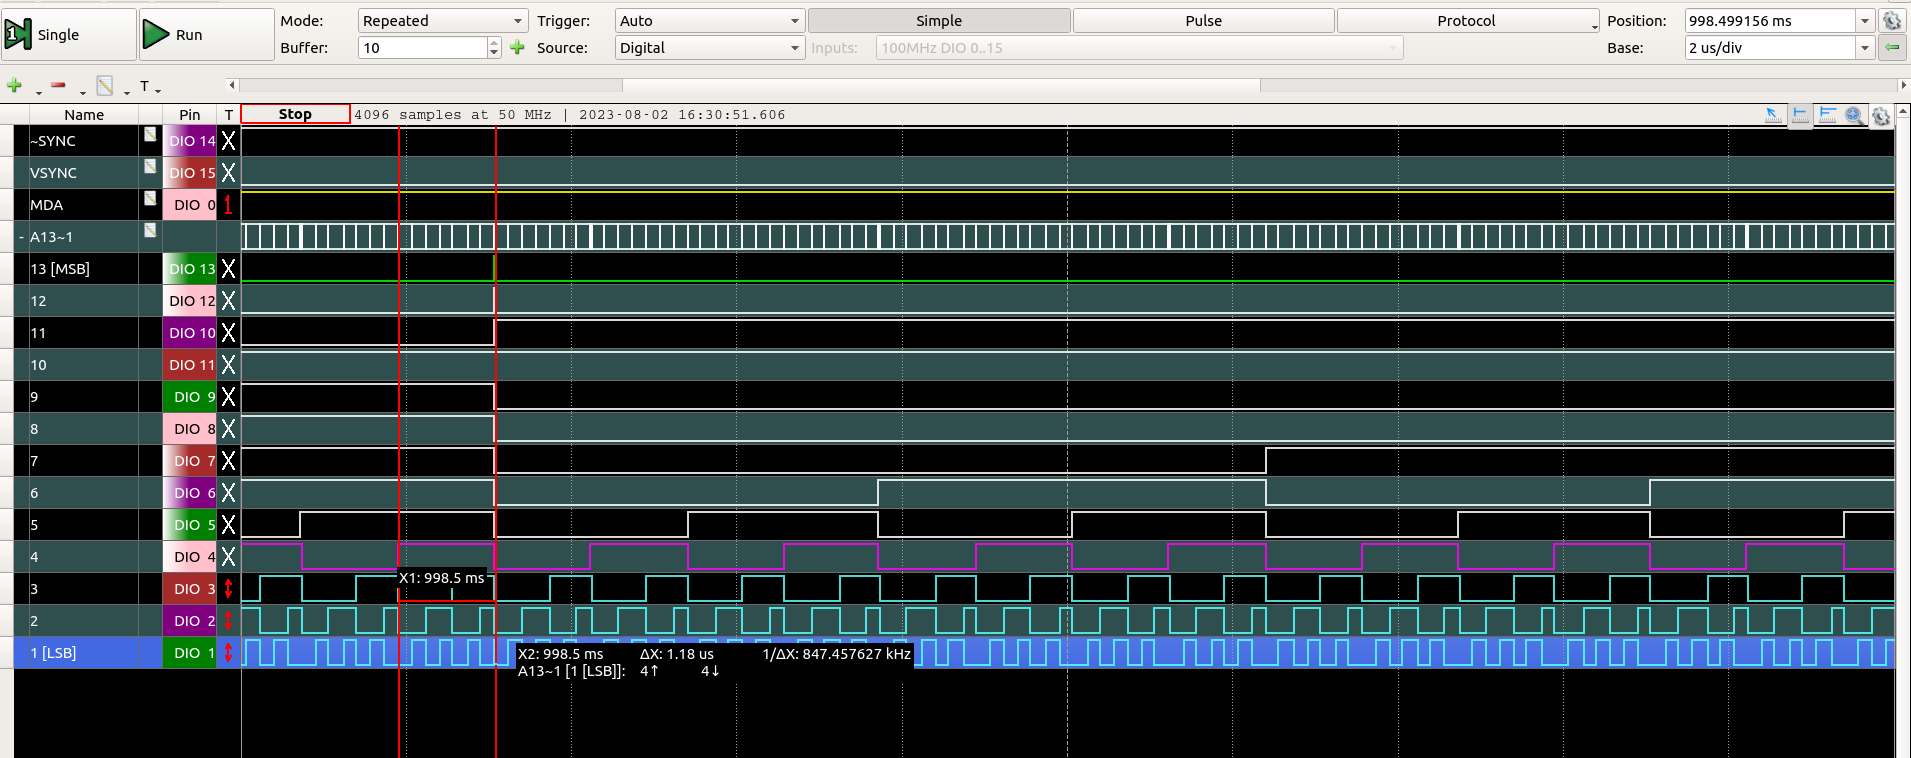 Single
Run
Mode: Repeated
Trigger: Auto
Simple
Pulse
Protocol
Position: 998.499156 ms
Buffer: 10
Source: Digital
Inputs: 100MHz DIO 0..15
Base: 2 us/div
T
Name Pin T Stop 4096 samples at 50 MHz | 2023-08-02 16:30:51.606
~SYNC DIO 14 X
VSYNC DIO 15 X
MDA DIO 0
- A13~1
13 [MSB] DIO 13 X
12 DIO 12 X
11 DIO 10 X
10 DIO 11 X
9 DIO 9 X
8 DIO 8 X
7 DIO 7 X
6 DIO 6 X
5 DIO 5 X
4 DIO 4 X
X1: 998.5 ms
3 DIO 3
2 DIO 2
1 [LSB] DIO 1
X2: 998.5 ms ΔX: 1.18 us 1/ΔX: 847.457627 kHz
A13~1 [1 [LSB]]: 4↑ 4↓